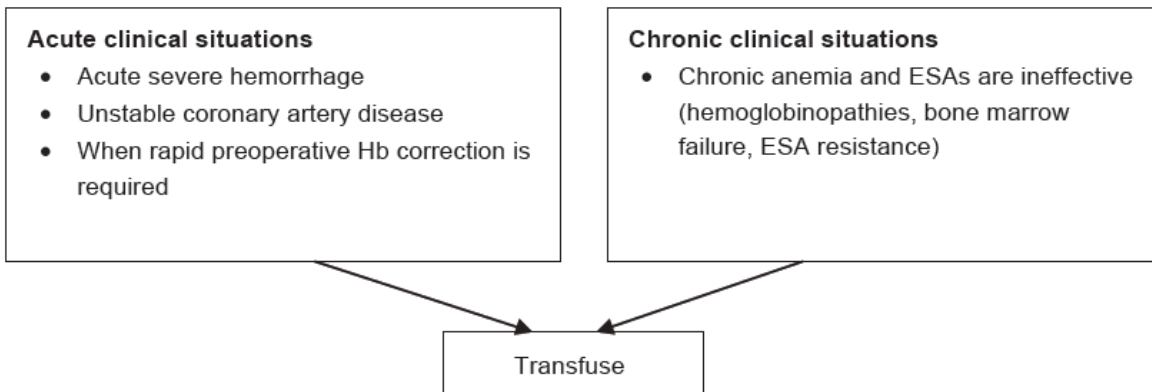 Acute clinical situations
• Acute severe hemorrhage
• Unstable coronary artery disease
• When rapid preoperative Hb correction is
required
Chronic clinical situations
• Chronic anemia and ESAs are ineffective
(hemoglobinopathies, bone marrow
failure, ESA resistance)
Transfuse